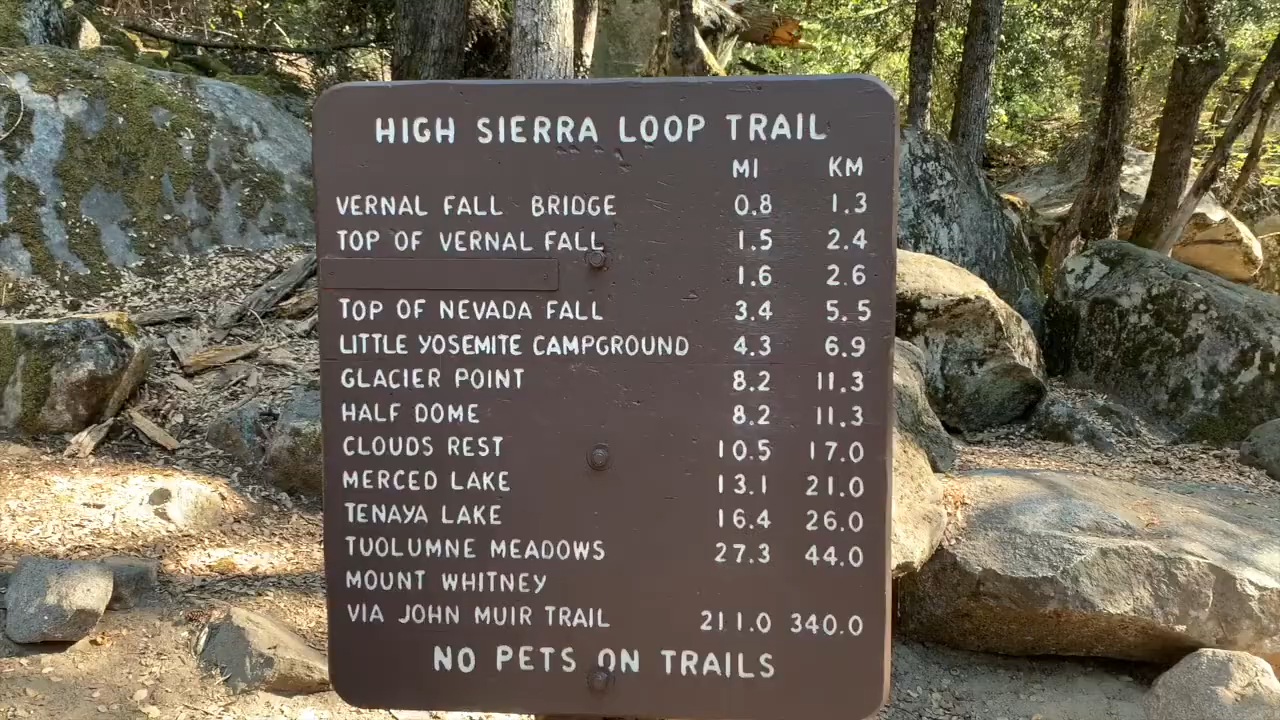 HIGH SIERRA LOOP TRAIL
MI KM
VERNAL FALL BRIDGE 0.8 1.3
TOP OF VERNAL FALL 1.5 2.4
1.6 2.6
TOP OF NEVADA FALL 3.4 5.5
LITTLE YOSEMITE CAMPGROUND 4.3 6.9
GLACIER POINT 8.2 11.3
HALF DOME 8.2 11.3
CLOUDS REST 10.5 17.0
MERCED LAKE 13.1 21.0
TENAYA LAKE 16.4 26.0
TUOLUMNE MEADOWS 27.3 44.0
MOUNT WHITNEY
VIA JOHN MUIR TRAIL 211.0 340.0
NO PETS ON TRAILS